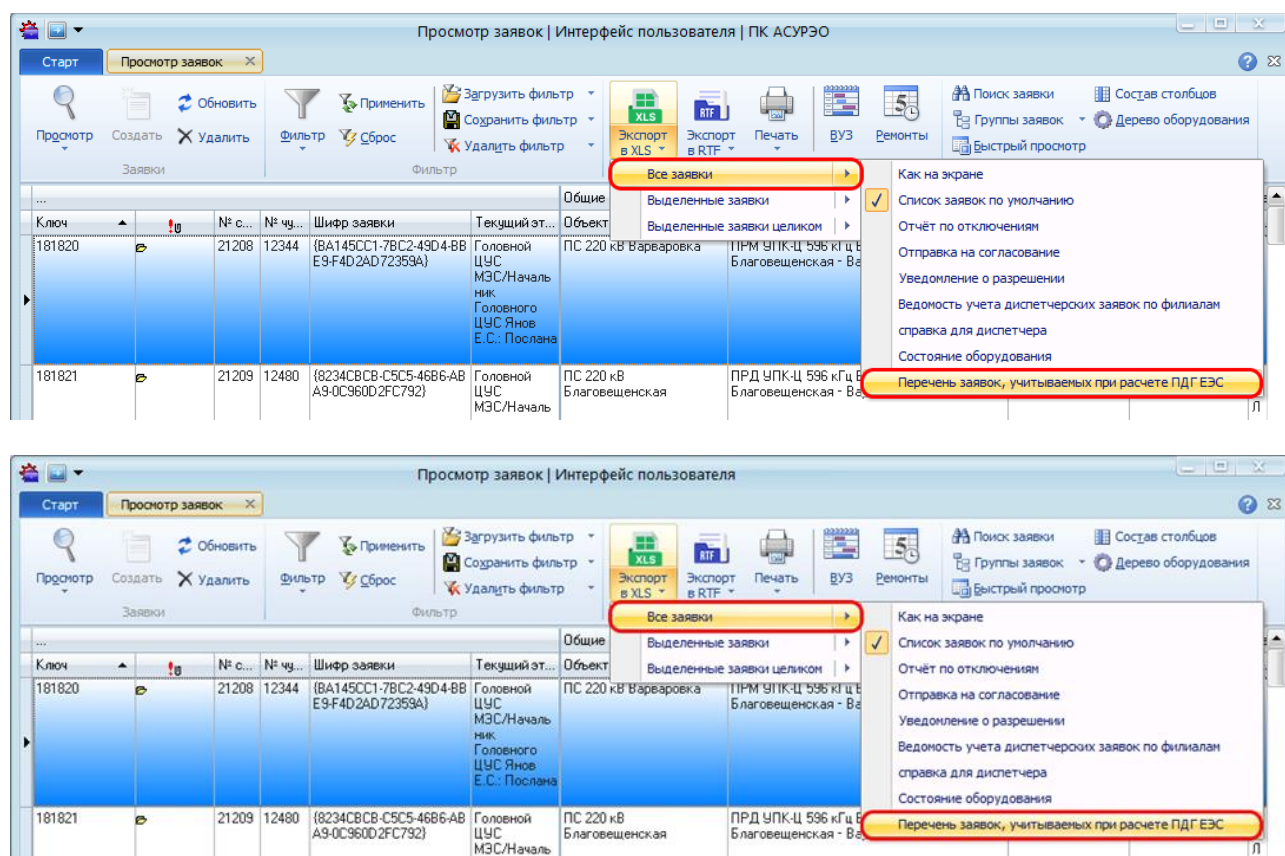 Просмотр заявок | Интерфейс пользователя | ПК АСУРЭО
Старт Просмотр заявок
Просмотр Создать Обновить Удалить Фильтр Применить Сброс Загрузить фильтр Сохранить фильтр Удалить фильтр Экспорт в XLS Экспорт в RTF Печать ВУЗ Ремонты Поиск заявки Группы заявок Быстрый просмотр Состав столбцов Дерево оборудования
Заявки Фильтр
Все заявки
Выделенные заявки
Выделенные заявки целиком
Как на экране
Список заявок по умолчанию
Отчёт по отключениям
Отправка на согласование
Уведомление о разрешении
Ведомость учета диспетчерских заявок по филиалам
справка для диспетчера
Состояние оборудования
Перечень заявок, учитываемых при расчете ПДГ ЕЭС
... Общие
Ключ № с... № чу... Шифр заявки Текущий эт... Объект
181820 21208 12344 {BA145CC1-7BC2-49D4-BB ПС 220 кВ Варваровка ПРМ УПК-Ц 596 кГц
E9-F4D2AD72359A} Благовещенская - Ва
Головной
ЦУС
МЭС/Началь
ник
Головного
ЦУС Янов
Е.С.: Послана
181821 21209 12480 {8234CBCB-C5C5-46B6-AB ПС 220 кВ ПРД УПК-Ц 596 кГц
A9-0C960D2FC792} Благовещенская Благовещенская - Ва
Головной
ЦУС
МЭС/Началь
Л
Просмотр заявок | Интерфейс пользователя
Старт Просмотр заявок
Просмотр Создать Обновить Удалить Фильтр Применить Сброс Загрузить фильтр Сохранить фильтр Удалить фильтр Экспорт в XLS Экспорт в RTF Печать ВУЗ Ремонты Поиск заявки Группы заявок Быстрый просмотр Состав столбцов Дерево оборудования
Заявки Фильтр
Все заявки
Выделенные заявки
Выделенные заявки целиком
Как на экране
Список заявок по умолчанию
Отчёт по отключениям
Отправка на согласование
Уведомление о разрешении
Ведомость учета диспетчерских заявок по филиалам
справка для диспетчера
Состояние оборудования
Перечень заявок, учитываемых при расчете ПДГ ЕЭС
... Общие
Ключ № с... № чу... Шифр заявки Текущий эт... Объект
181820 21208 12344 {BA145CC1-7BC2-49D4-BB ПС 220 кВ Варваровка ПРМ УПК-Ц 596 кГц
E9-F4D2AD72359A} Благовещенская - Ва
Головной
ЦУС
МЭС/Началь
ник
Головного
ЦУС Янов
Е.С.: Послана
181821 21209 12480 {8234CBCB-C5C5-46B6-AB ПС 220 кВ ПРД УПК-Ц 596 кГц
A9-0C960D2FC792} Благовещенская Благовещенская - Ва
Головной
ЦУС
МЭС/Началь
Л